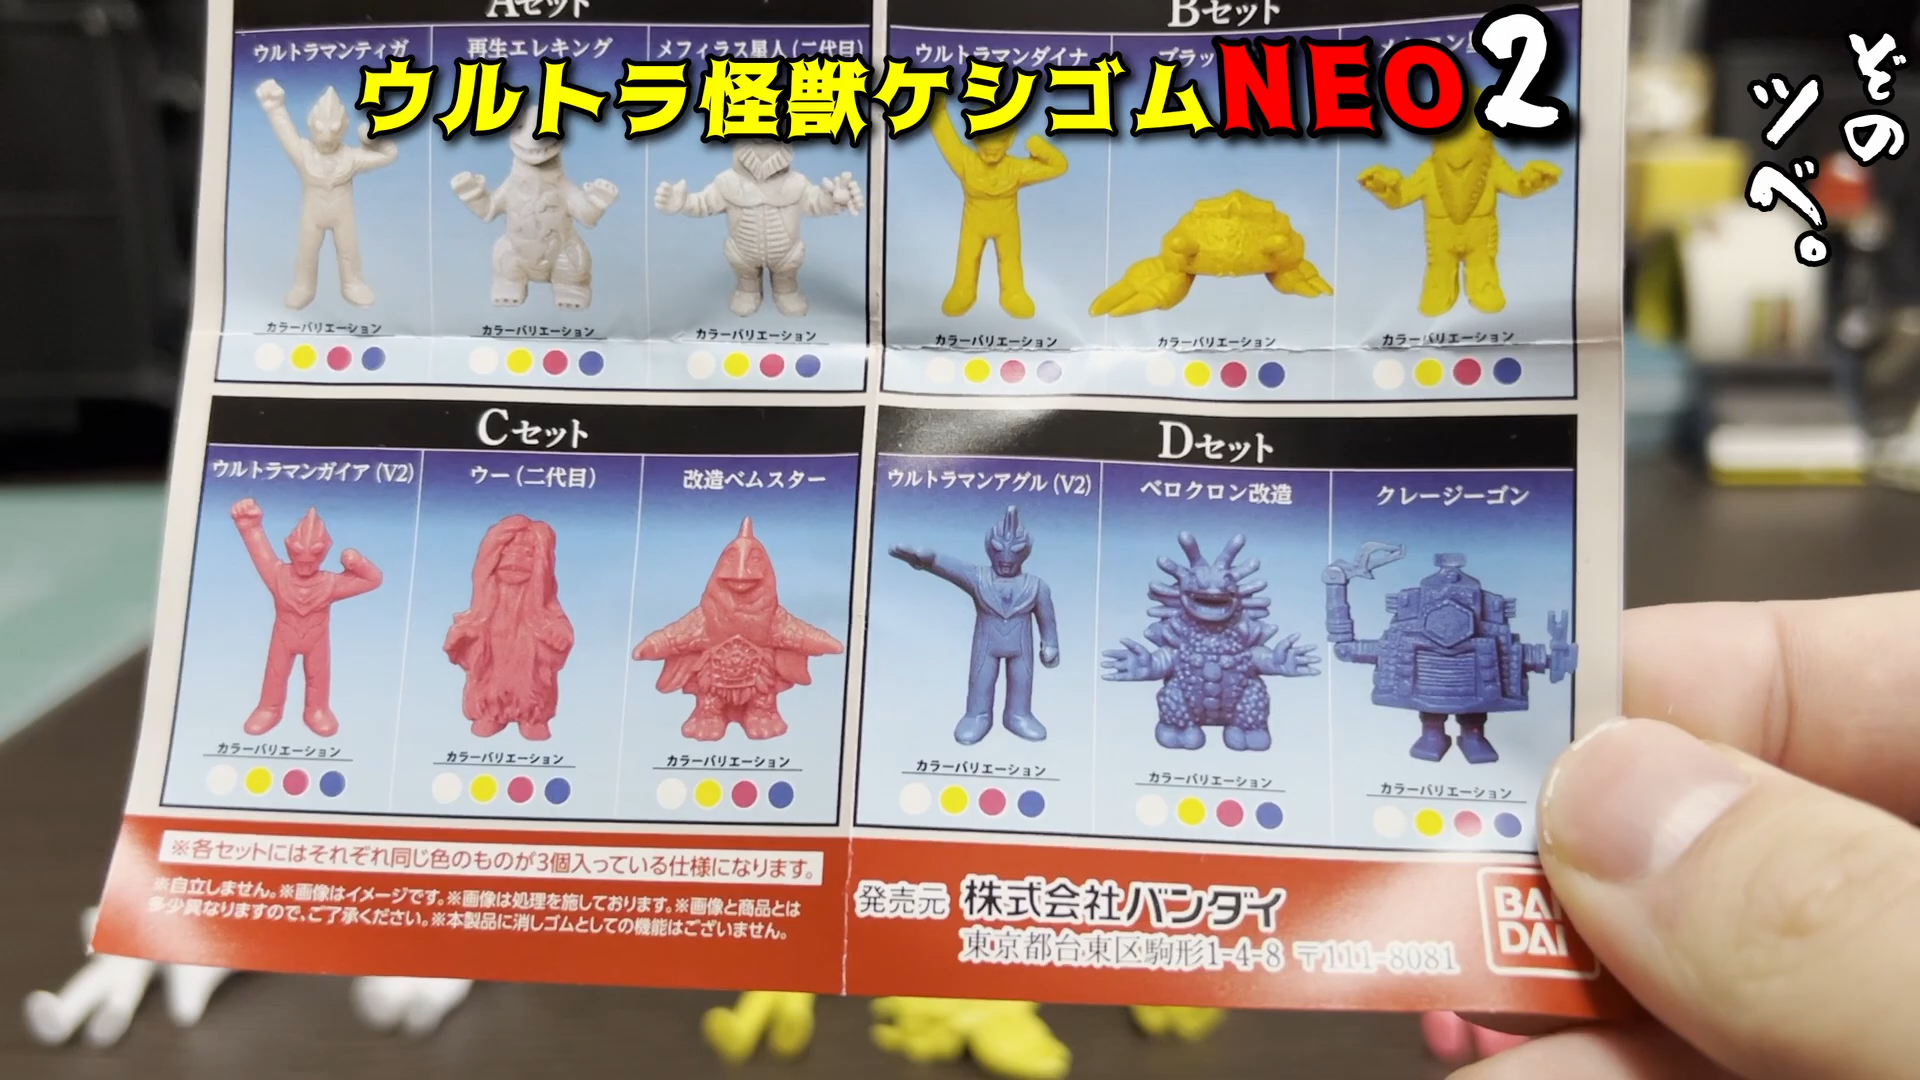 Aセット
Bセット
ウルトラマンティガ
再生エレキング
メフィラス星人(二代目)
ウルトラマンダイナ
ブラッ
ウルトラ怪獣ケシゴムNEO2
そのツベ。
カラーバリエーション
カラーバリエーション
カラーバリエーション
カラーバリエーション
カラーバリエーション
カラーバリエーション
Cセット
Dセット
ウルトラマンガイア(V2)
ウー(二代目)
改造ベムスター
ウルトラマンアグル(V2)
ベロクロン改造
クレージーゴン
カラーバリエーション
カラーバリエーション
カラーバリエーション
カラーバリエーション
カラーバリエーション
カラーバリエーション
※各セットにはそれぞれ同じ色のものが3個入っている仕様になります。
※自立しません。※画像はイメージです。※画像は処理を施しております。※画像と商品とは
多少異なりますので、ご了承ください。※本製品に消しゴムとしての機能はございません。
発売元 株式会社バンダイ
東京都台東区駒形1-4-8 〒111-8081
BAN
DAI